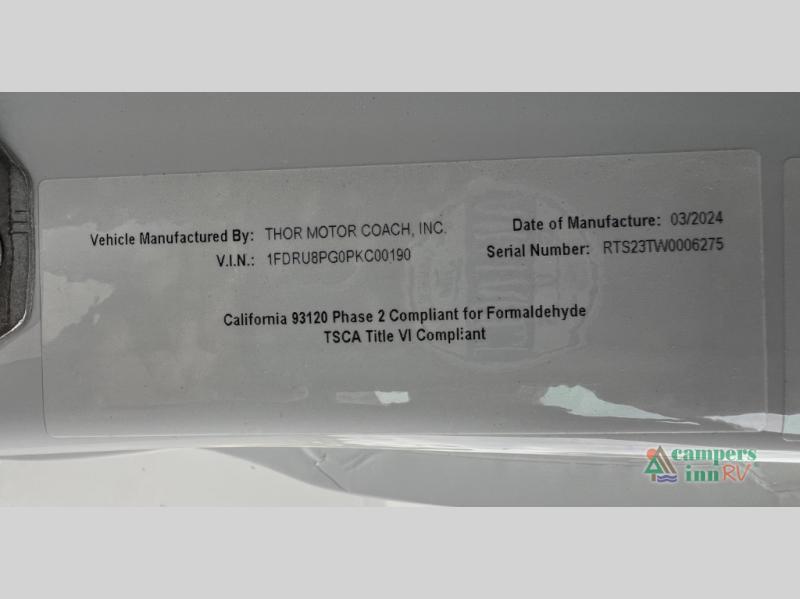 Vehicle Manufactured By: THOR MOTOR COACH, INC.
V.I.N.: 1FDRU8PG0PKC00190
Date of Manufacture: 03/2024
Serial Number: RTS23TW0006275
California 93120 Phase 2 Compliant for Formaldehyde
TSCA Title VI Compliant
campers
inn RV